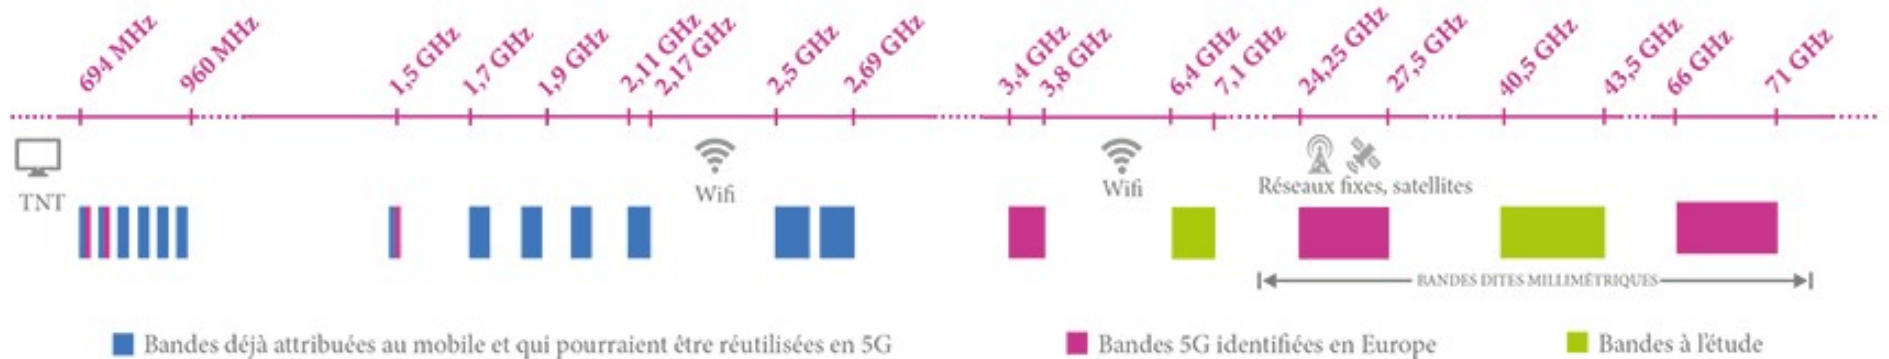 694 MHz
960 MHz
1,5 GHz
1,7 GHz
1,9 GHz
2,11 GHz
2,17 GHz
2,5 GHz
2,69 GHz
3,4 GHz
3,8 GHz
6,4 GHz
7,1 GHz
24,25 GHz
27,5 GHz
40,5 GHz
43,5 GHz
66 GHz
71 GHz
TNT
Wifi
Wifi
Réseaux fixes, satellites
BANDES DITES MILLIMÉTRIQUES
Bandes déjà attribuées au mobile et qui pourraient être réutilisées en 5G
Bandes 5G identifiées en Europe
Bandes à l'étude